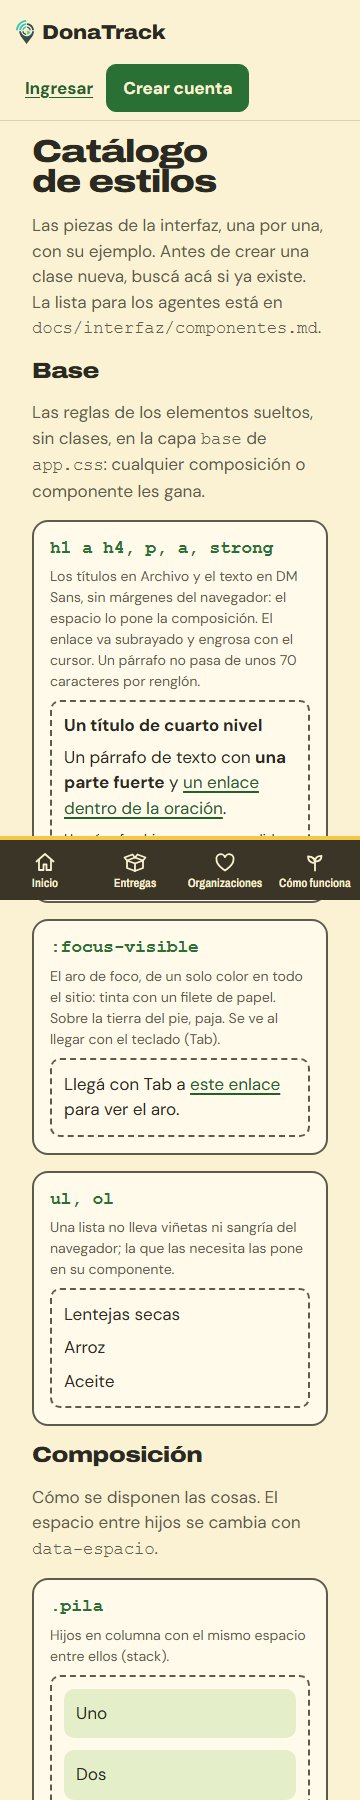 DonaTrack
Ingresar
Crear cuenta
Catálogo
de estilos
Las piezas de la interfaz, una por una,
con su ejemplo. Antes de crear una
clase nueva, buscá acá si ya existe.
La lista para los agentes está en
docs/interfaz/componentes.md.
Base
Las reglas de los elementos sueltos,
sin clases, en la capa base de
app.css: cualquier composición o
componente les gana.
h1 a h4, p, a, strong
Los títulos en Archivo y el texto en DM
Sans, sin márgenes del navegador: el
espacio lo pone la composición. El
enlace va subrayado y engrosa con el
cursor. Un párrafo no pasa de unos 70
caracteres por renglón.
Un título de cuarto nivel
Un párrafo de texto con una
parte fuerte y un enlace
dentro de la oración.
Inicio
Entregas
Organizaciones
Cómo funciona
:focus-visible
El aro de foco, de un solo color en todo
el sitio: tinta con un filete de papel.
Sobre la tierra del pie, paja. Se ve al
llegar con el teclado (Tab).
Llegá con Tab a este enlace
para ver el aro.
ul, ol
Una lista no lleva viñetas ni sangría del
navegador; la que las necesita las pone
en su componente.
Lentejas secas
Arroz
Aceite
Composición
Cómo se disponen las cosas. El
espacio entre hijos se cambia con
data-espacio.
.pila
Hijos en columna con el mismo espacio
entre ellos (stack).
Uno
Dos